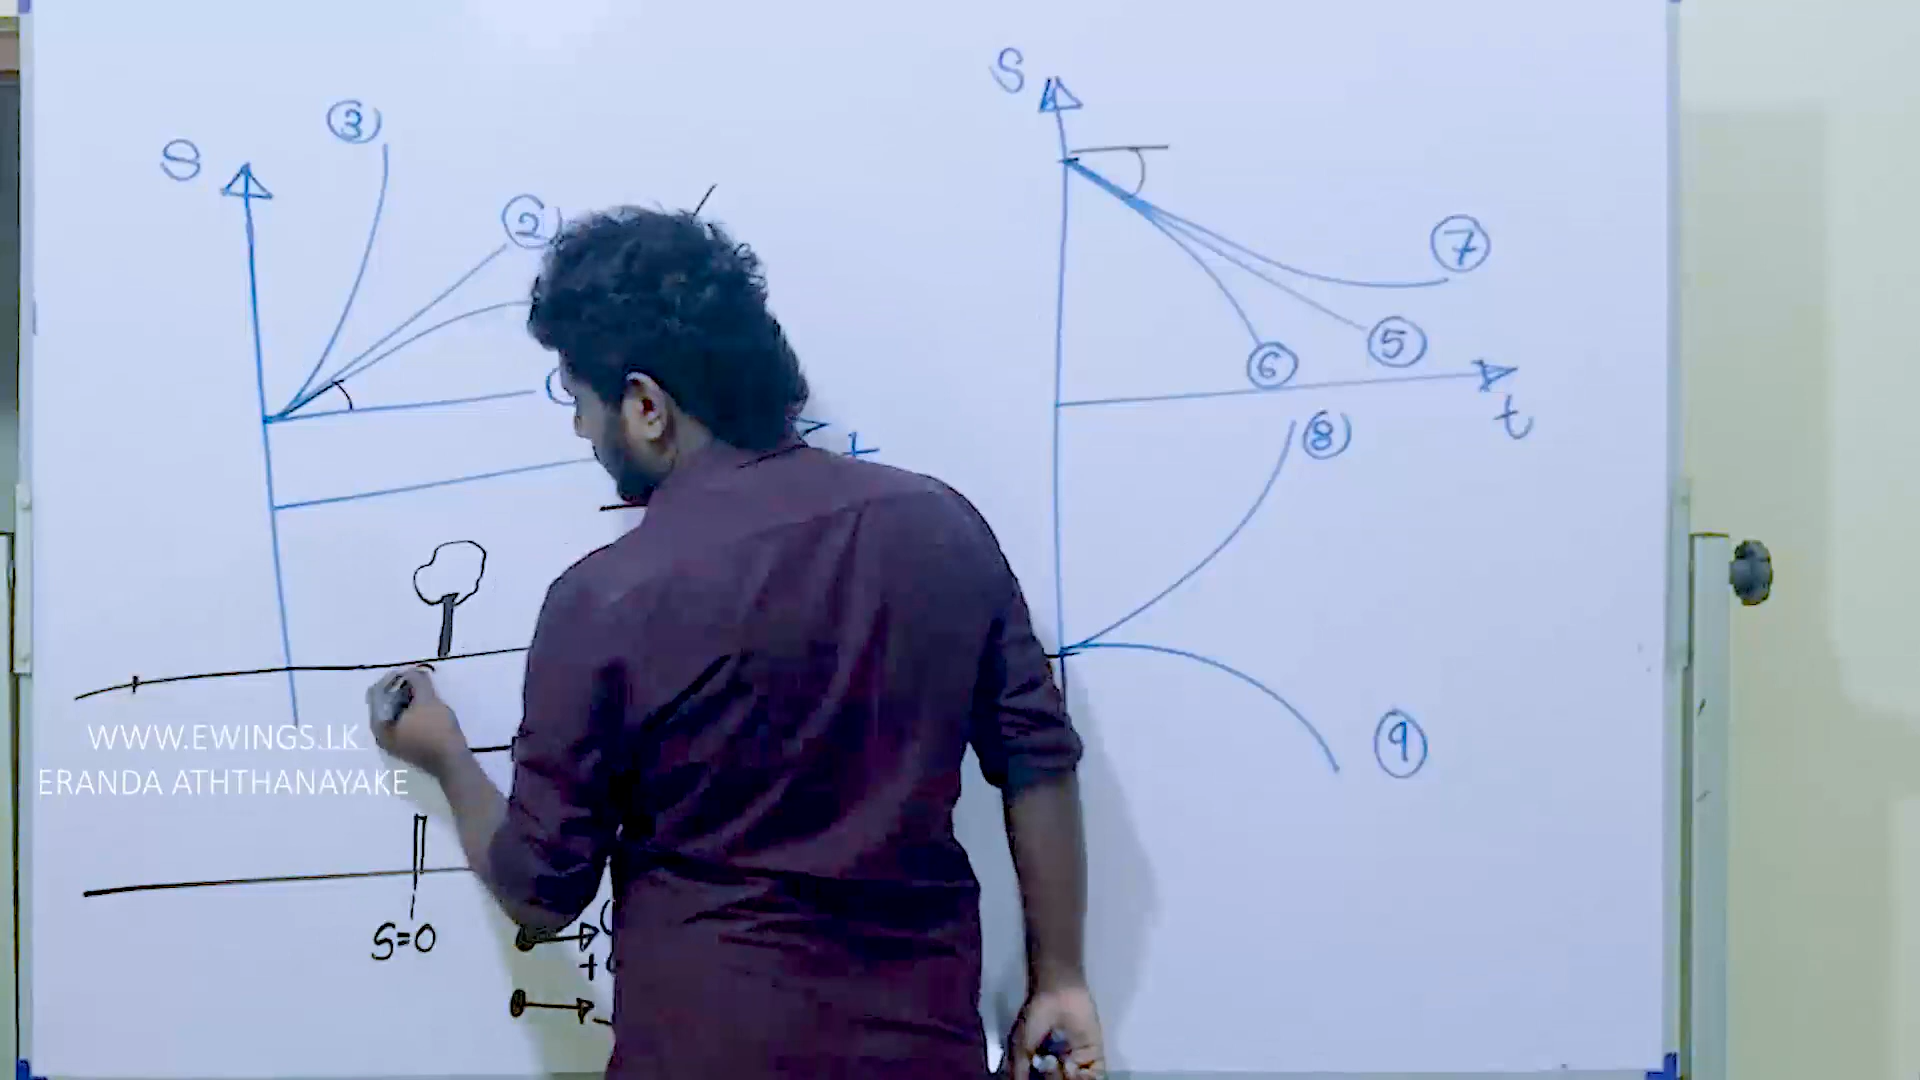 S
③
②
S
⑦
⑤
⑥
t
t
⑧
⑨
WWW.EWINGS.LK
ERANDA ATHTHANAYAKE
S=0
+